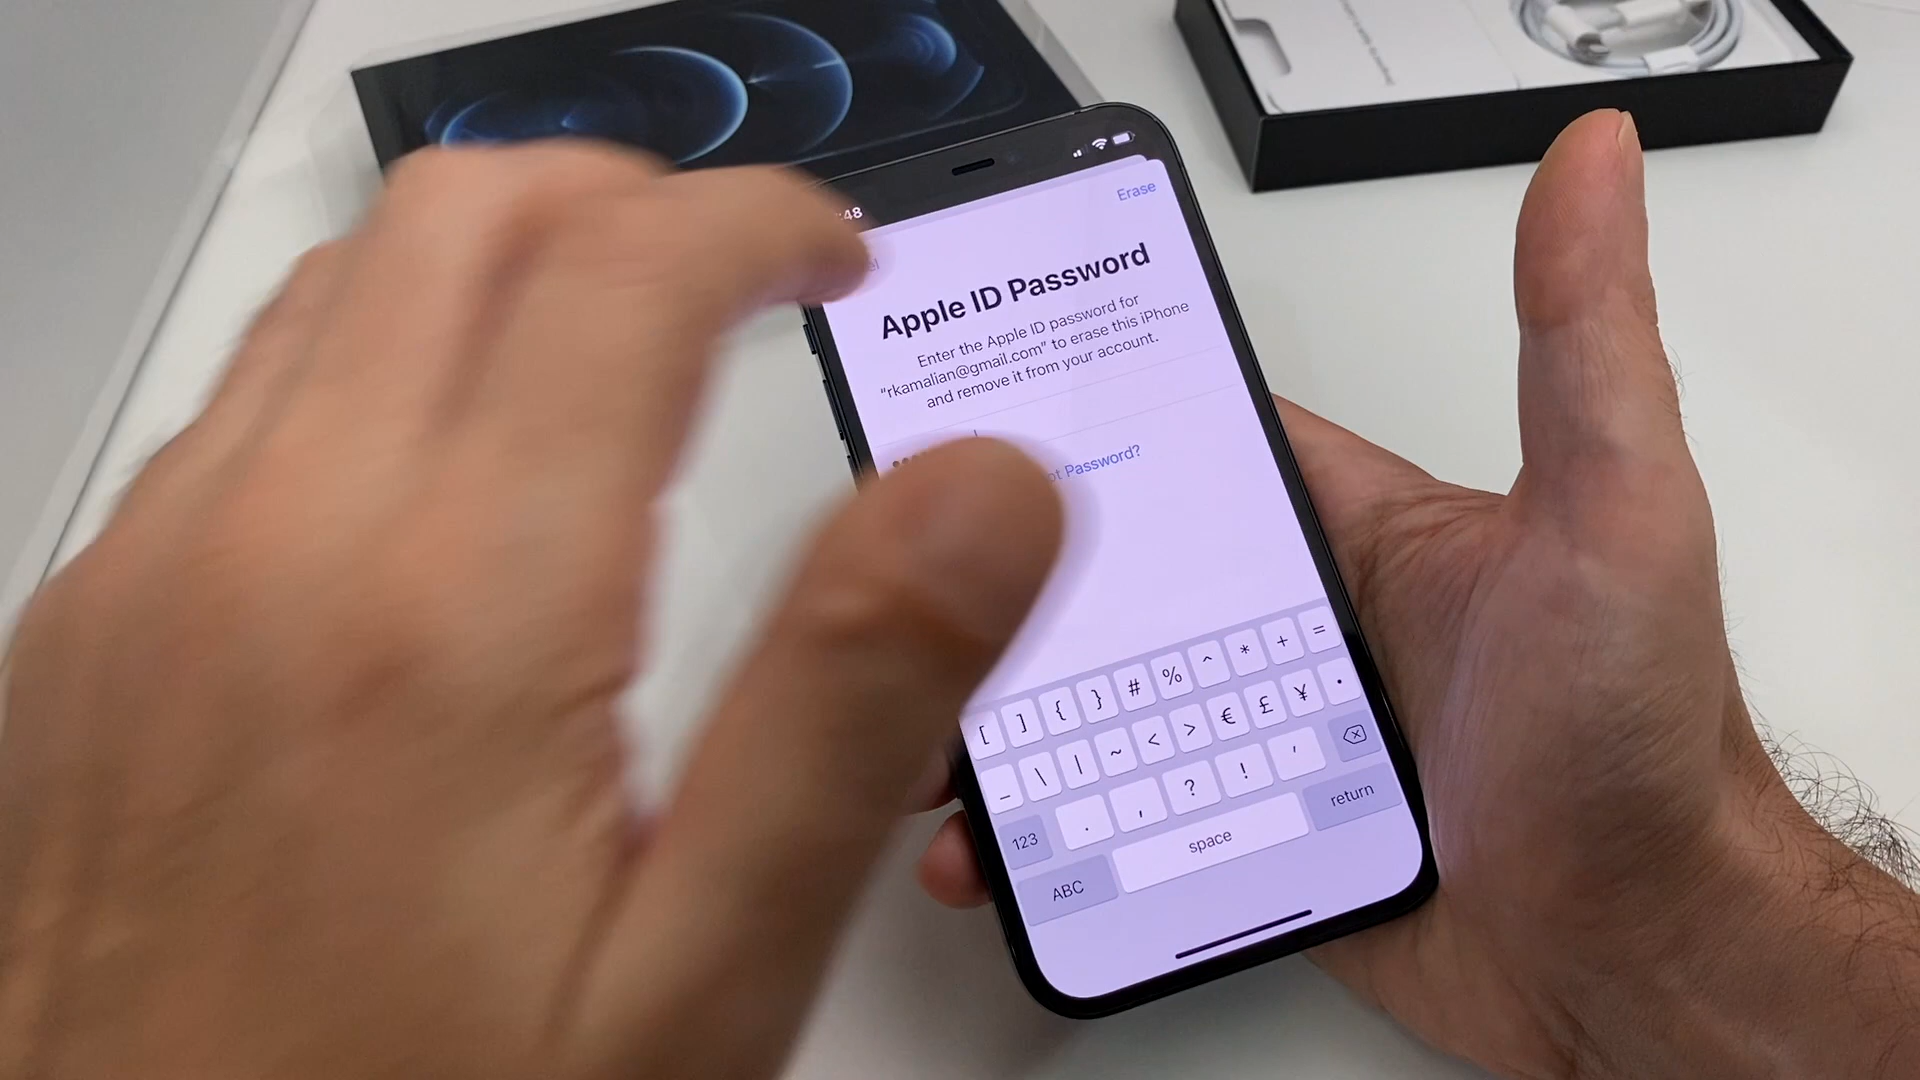 :48
Erase
Apple ID Password
Enter the Apple ID password for
“rkamalian@gmail.com” to erase this iPhone
and remove it from your account.
Password?
[ ] { } # % ^ * + =
_ \ | ~ < > € £ ¥ •
123 . , ? ! '
ABC space return